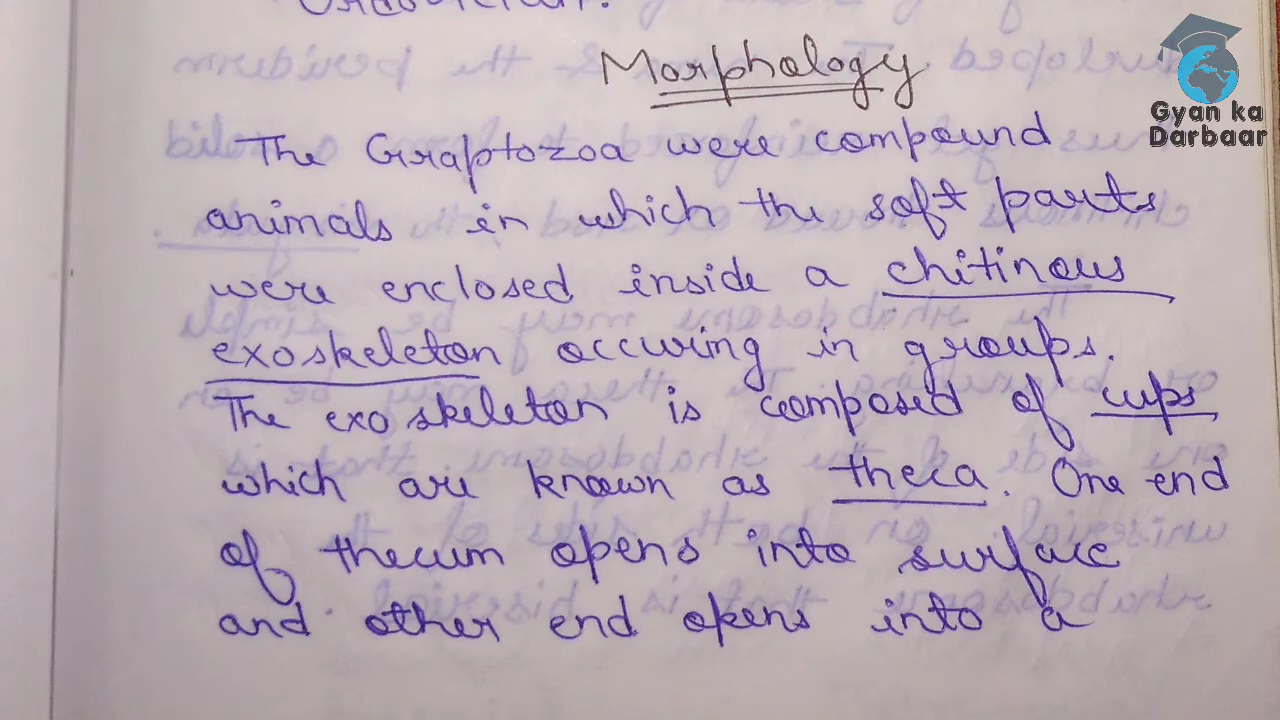 Ordovician.
Morphology
Gyan ka
Darbaar
The Graptozoa were compound
animals in which the soft parts
were enclosed inside a chitinous
exoskeleton occuring in groups.
The exoskeleton is composed of cups
which are known as theca. One end
of thecum opens into surface
and other end opens into a